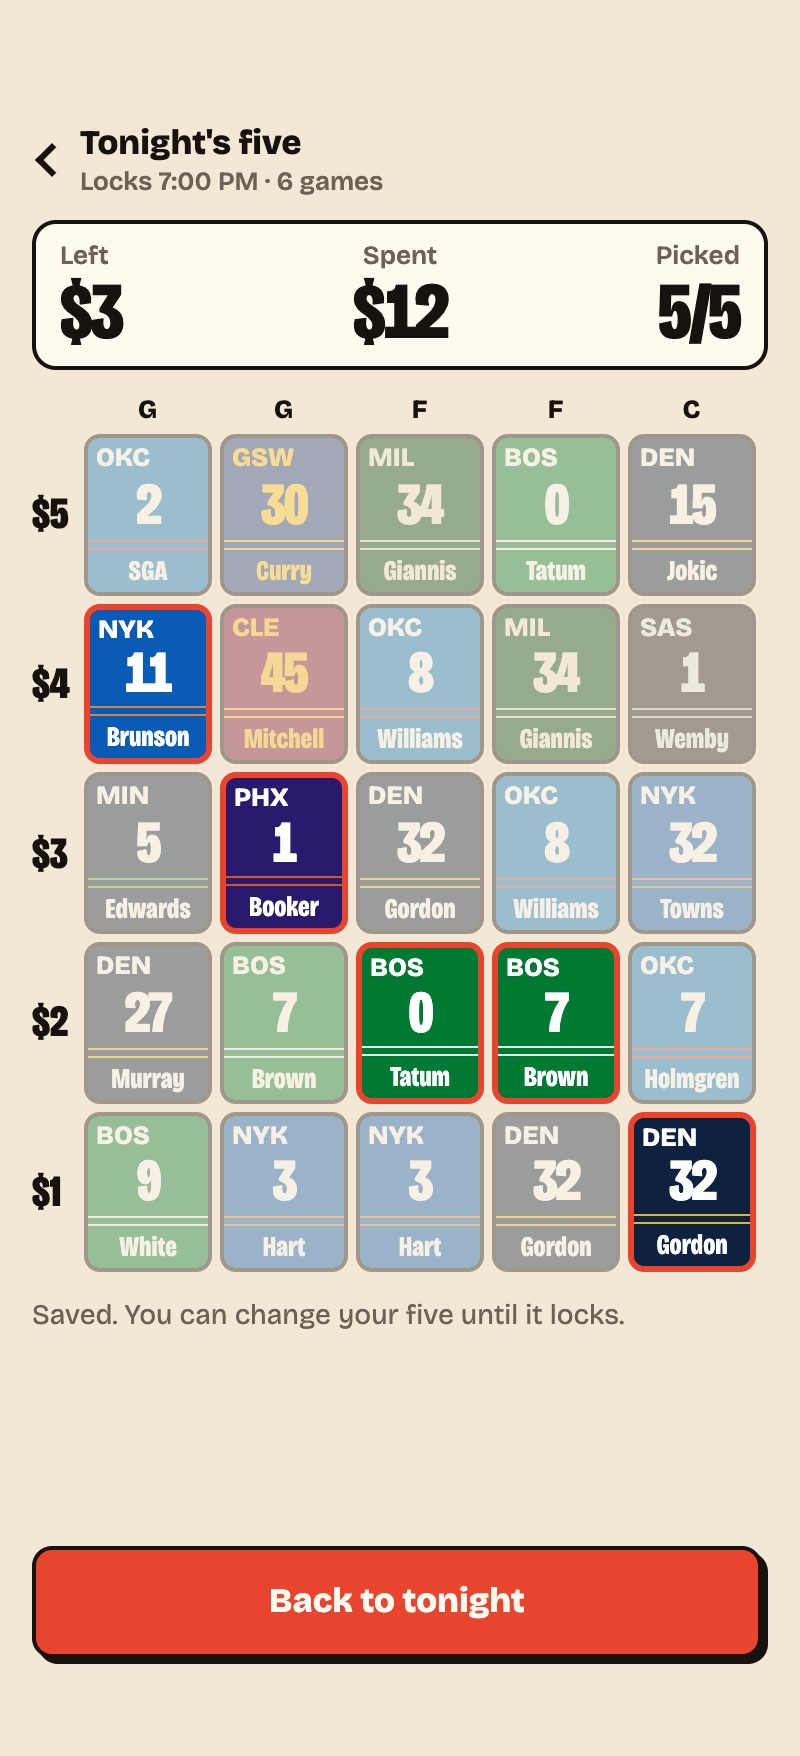 Tonight's five
Locks 7:00 PM · 6 games
Left Spent Picked
$3 $12 5/5
G G F F C
OKC GSW MIL BOS DEN
$5 2 30 34 0 15
SGA Curry Giannis Tatum Jokic
NYK CLE OKC MIL SAS
$4 11 45 8 34 1
Brunson Mitchell Williams Giannis Wemby
MIN PHX DEN OKC NYK
$3 5 1 32 8 32
Edwards Booker Gordon Williams Towns
DEN BOS BOS BOS OKC
$2 27 7 0 7 7
Murray Brown Tatum Brown Holmgren
BOS NYK NYK DEN DEN
$1 9 3 3 32 32
White Hart Hart Gordon Gordon
Saved. You can change your five until it locks.
Back to tonight